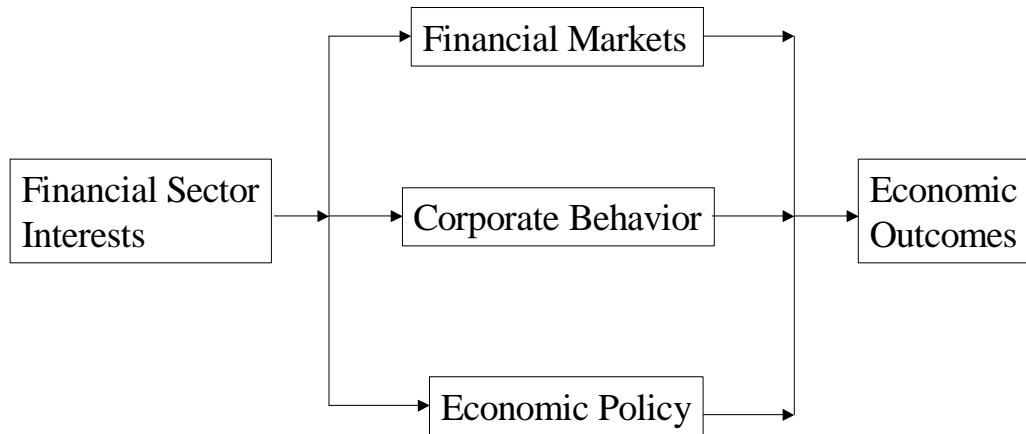 Financial Markets
Financial Sector
Interests
Corporate Behavior
Economic
Outcomes
Economic Policy